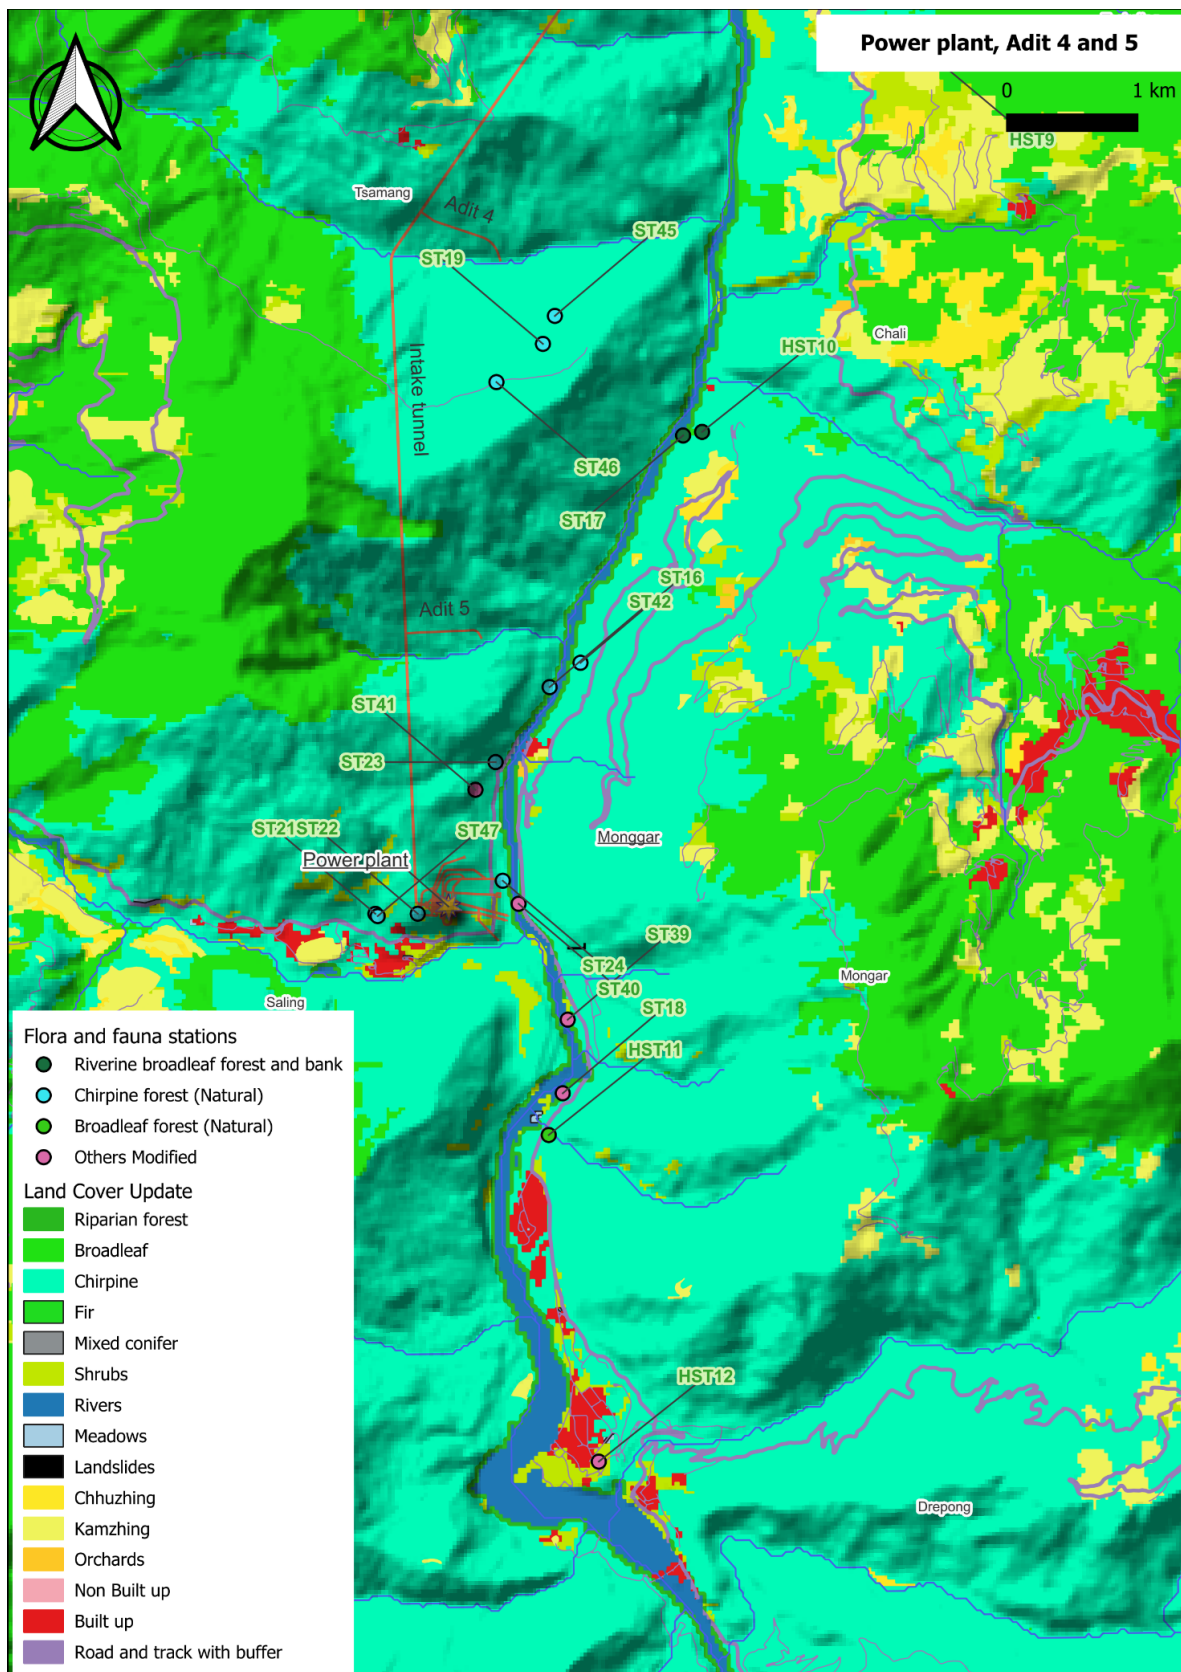 Power plant, Adit 4 and 5
0 1 km
HST9
Tsamang
Adit 4
ST45
ST19
Chali
HST10
Intake tunnel
ST46
ST17
ST16
ST42
Adit 5
ST41
ST23
ST21ST22
ST47
Monggar
Power plant
ST39
ST24
Mongar
ST40
Saling
ST18
HST11
HST12
Drepong
Flora and fauna stations
Riverine broadleaf forest and bank
Chirpine forest (Natural)
Broadleaf forest (Natural)
Others Modified
Land Cover Update
Riparian forest
Broadleaf
Chirpine
Fir
Mixed conifer
Shrubs
Rivers
Meadows
Landslides
Chhuzhing
Kamzhing
Orchards
Non Built up
Built up
Road and track with buffer